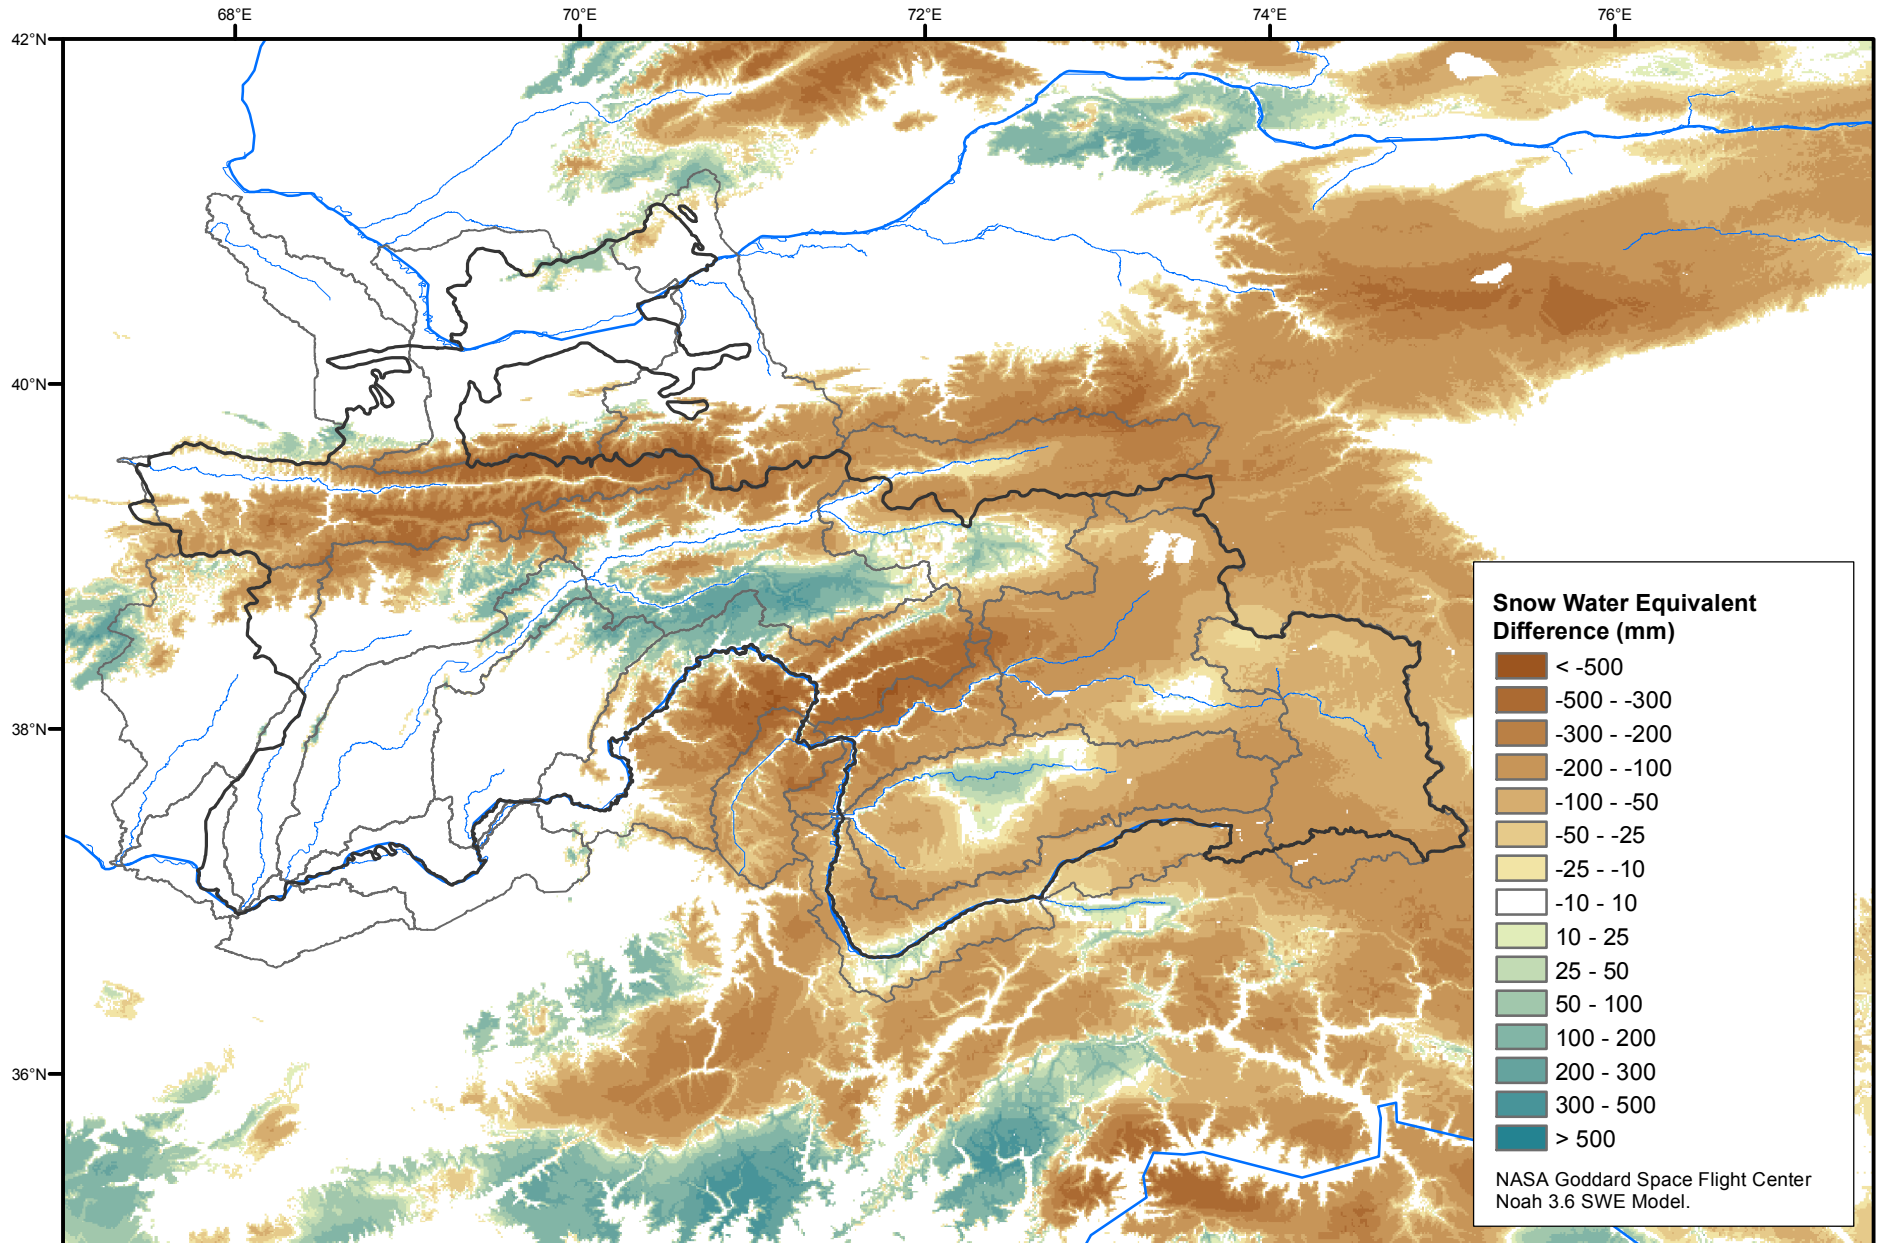 68°E 70°E 72°E 74°E 76°E
42°N
40°N
38°N
36°N
Snow Water Equivalent
Difference (mm)
< -500
-500 - -300
-300 - -200
-200 - -100
-100 - -50
-50 - -25
-25 - -10
-10 - 10
10 - 25
25 - 50
50 - 100
100 - 200
200 - 300
300 - 500
> 500
NASA Goddard Space Flight Center
Noah 3.6 SWE Model.